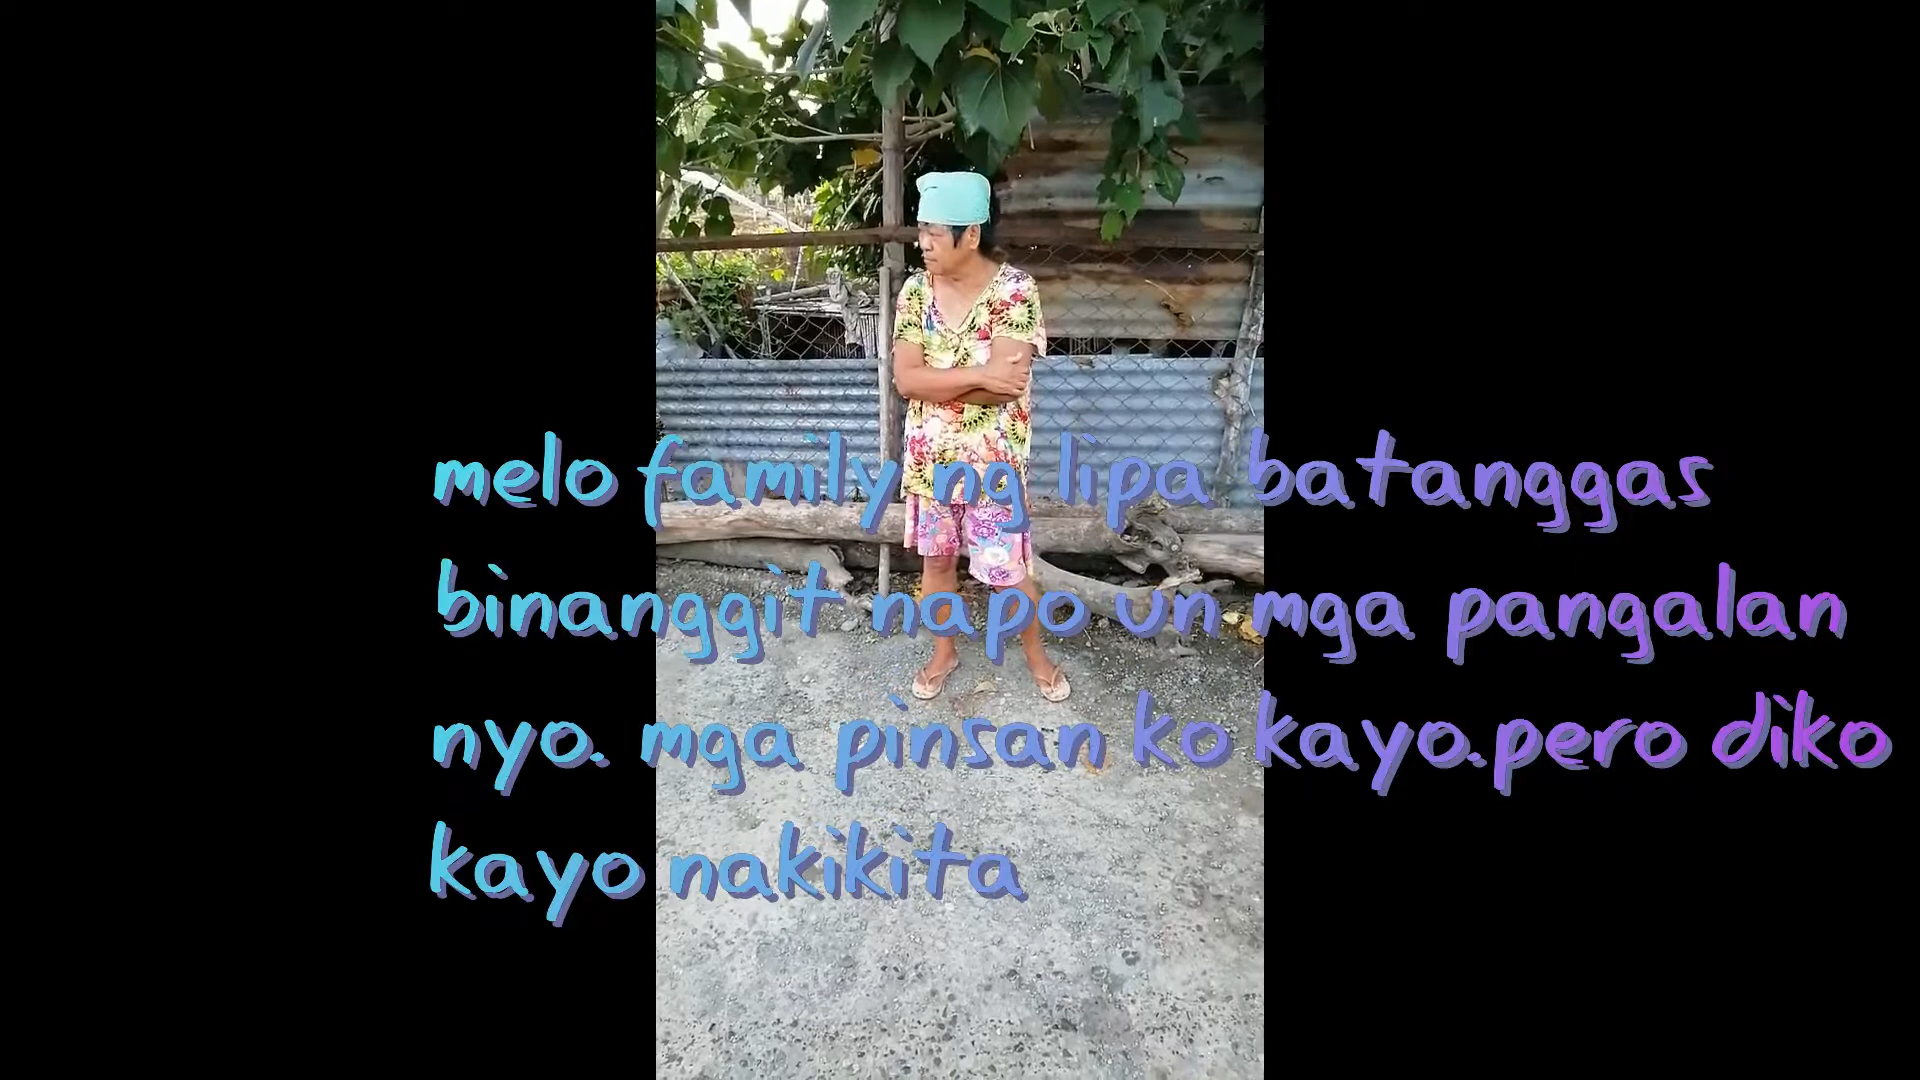 melo family ng lipa batanggas
binanggit napo un mga pangalan
nyo. mga pinsan ko kayo.pero diko
kayo nakikita